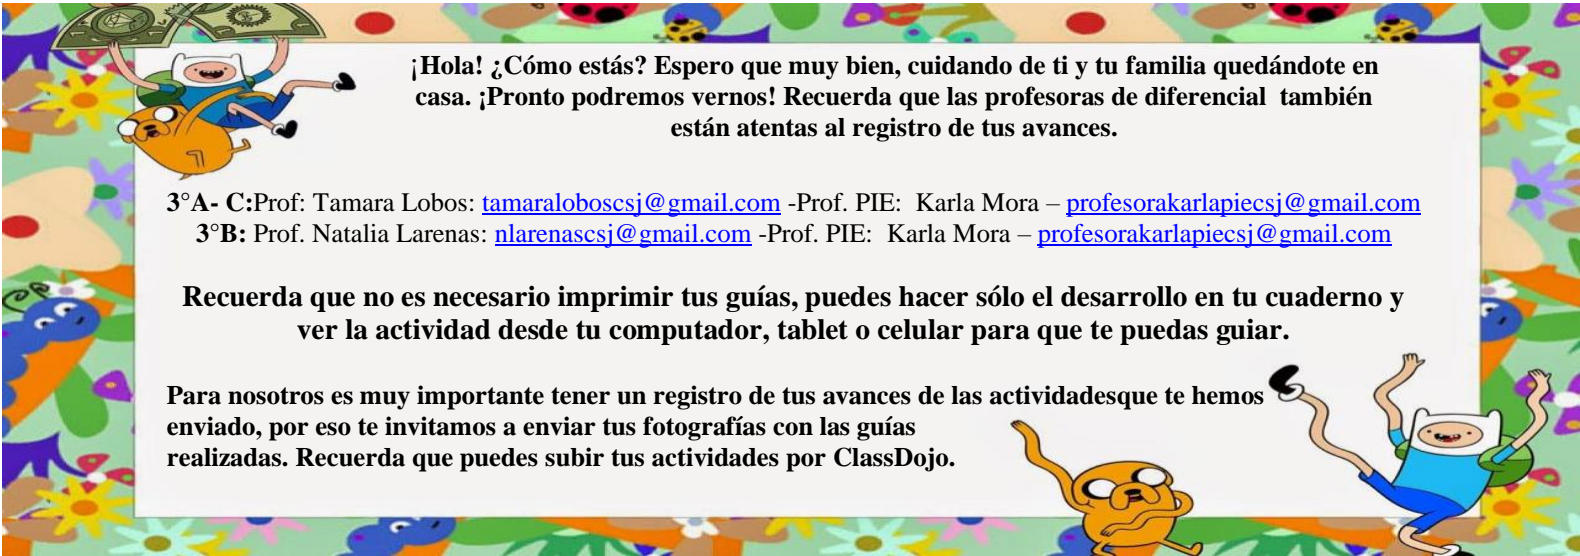 ¡Hola! ¿Cómo estás? Espero que muy bien, cuidando de ti y tu familia quedándote en
casa. ¡Pronto podremos vernos! Recuerda que las profesoras de diferencial también
están atentas al registro de tus avances.
3°A- C:Prof: Tamara Lobos: tamaraloboscsj@gmail.com -Prof. PIE: Karla Mora – profesorakarlapiecsj@gmail.com
3°B: Prof. Natalia Larenas: nlarenascsj@gmail.com -Prof. PIE: Karla Mora – profesorakarlapiecsj@gmail.com
Recuerda que no es necesario imprimir tus guías, puedes hacer sólo el desarrollo en tu cuaderno y
ver la actividad desde tu computador, tablet o celular para que te puedas guiar.
Para nosotros es muy importante tener un registro de tus avances de las actividadesque te hemos
enviado, por eso te invitamos a enviar tus fotografías con las guías
realizadas. Recuerda que puedes subir tus actividades por ClassDojo.